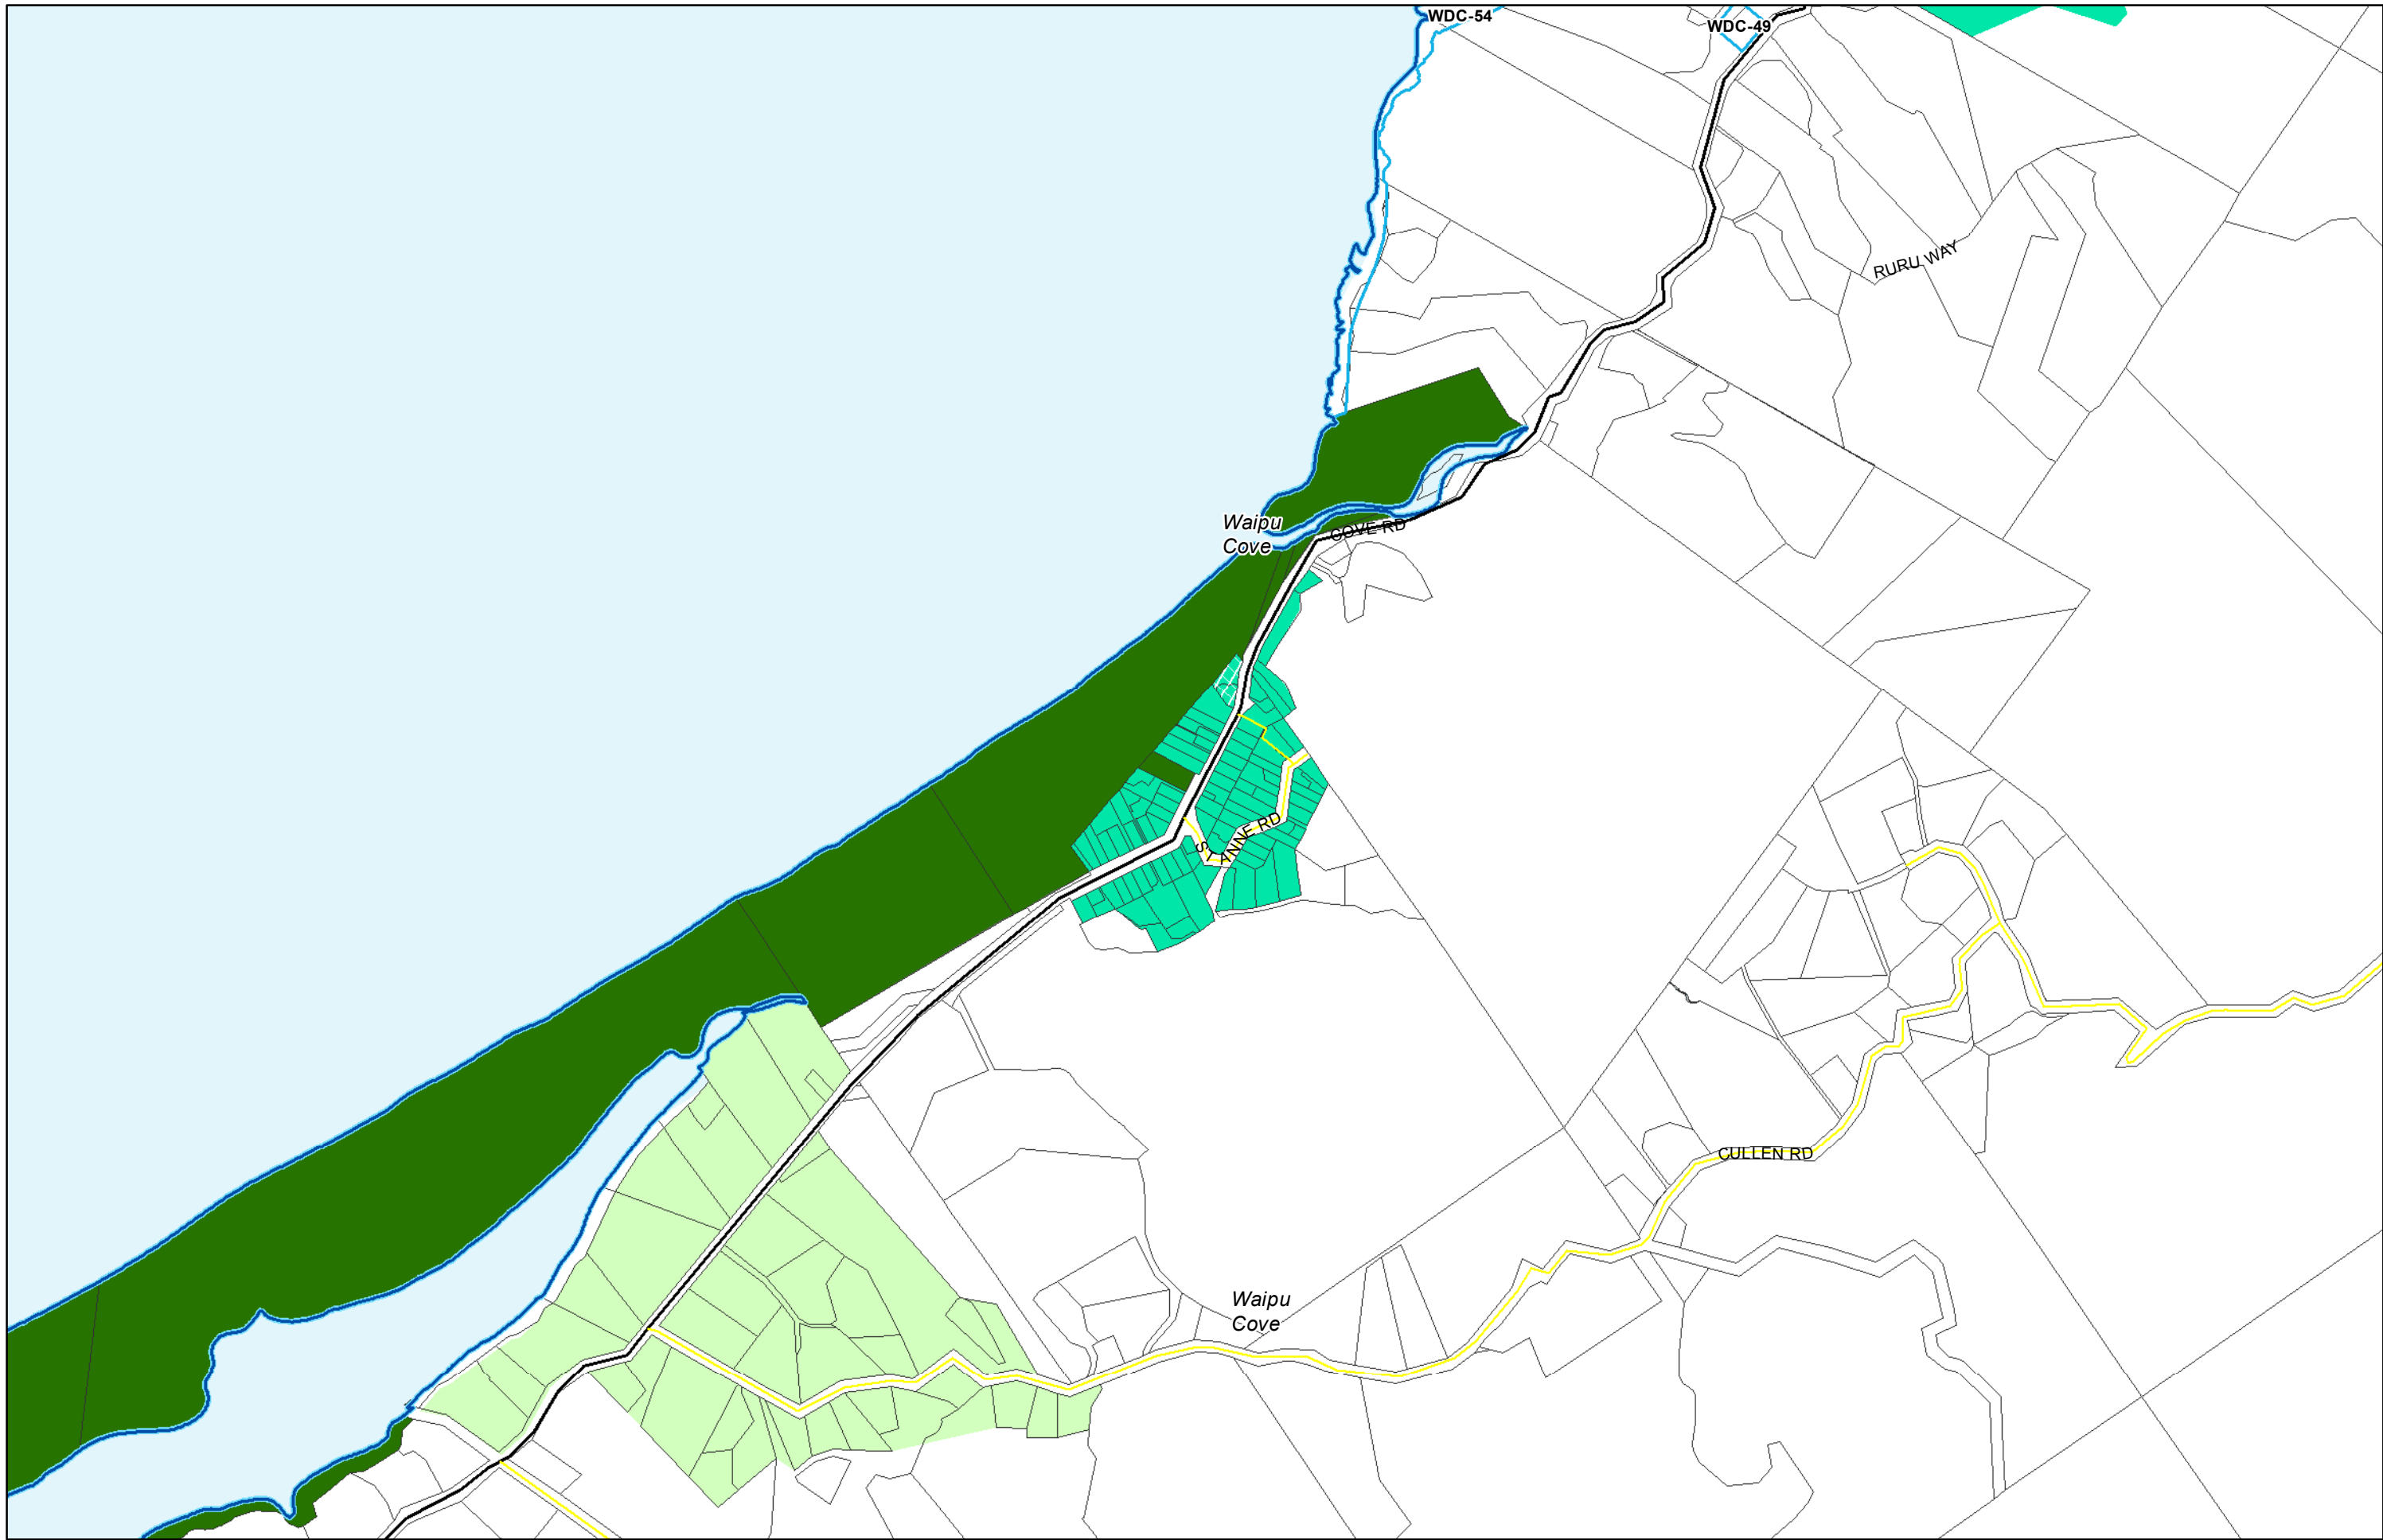 WDC-54
WDC-49
RURU WAY
Waipu
Cove
COVE RD
ST ANNE RD
CULLEN RD
Waipu
Cove